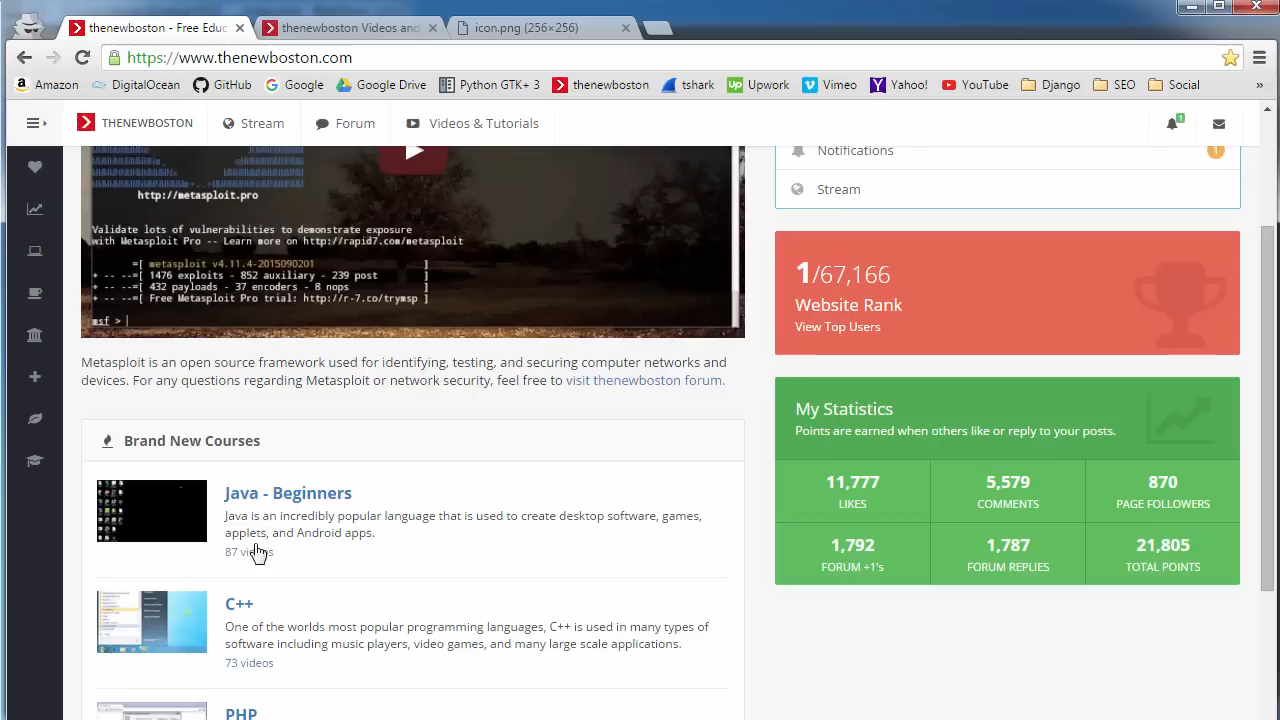 thenewboston - Free Educ
thenewboston Videos and
icon.png (256×256)
https://www.thenewboston.com
Amazon
DigitalOcean
GitHub
Google
Google Drive
Python GTK+ 3
thenewboston
tshark
Upwork
Vimeo
Yahoo!
YouTube
Django
SEO
Social
»
THENEWBOSTON
Stream
Forum
Videos & Tutorials
1
http://metasploit.pro
Validate lots of vulnerabilities to demonstrate exposure
with Metasploit Pro -- Learn more on http://rapid7.com/metasploit
=[ metasploit v4.11.4-2015090201 ]
+ -- --=[ 1476 exploits - 852 auxiliary - 239 post ]
+ -- --=[ 432 payloads - 37 encoders - 8 nops ]
+ -- --=[ Free Metasploit Pro trial: http://r-7.co/trymsp ]
msf >
Metasploit is an open source framework used for identifying, testing, and securing computer networks and
devices. For any questions regarding Metasploit or network security, feel free to visit thenewboston forum.
Brand New Courses
Java - Beginners
Java is an incredibly popular language that is used to create desktop software, games,
applets, and Android apps.
87 videos
C++
One of the worlds most popular programming languages. C++ is used in many types of
software including music players, video games, and many large scale applications.
73 videos
PHP
Notifications
1
Stream
1/67,166
Website Rank
View Top Users
My Statistics
Points are earned when others like or reply to your posts.
11,777
LIKES
5,579
COMMENTS
870
PAGE FOLLOWERS
1,792
FORUM +1's
1,787
FORUM REPLIES
21,805
TOTAL POINTS